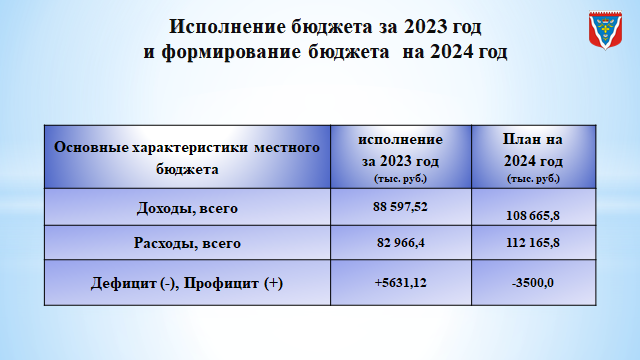 Исполнение бюджета за 2023 год
и формирование бюджета на 2024 год
Основные характеристики местного
бюджета
исполнение
за 2023 год
(тыс. руб.)
План на
2024 год
(тыс. руб.)
Доходы, всего
88 597,52
108 665,8
Расходы, всего
82 966,4
112 165,8
Дефицит (-), Профицит (+)
+5631,12
-3500,0